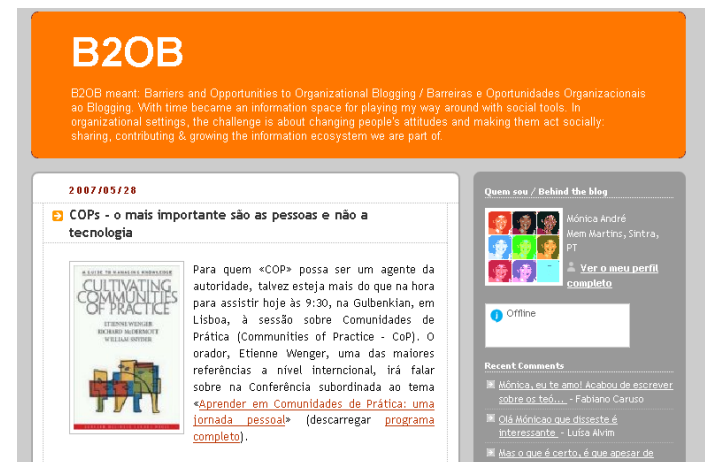 B2OB
B2OB meant: Barriers and Opportunities to Organizational Blogging / Barreiras e Oportunidades Organizacionais
ao Blogging. With time became an information space for playing my way around with social tools. In
organizational settings, the challenge is about changing people's attitudes and making them act socially:
sharing, contributing & growing the information ecosystem we are part of.
2007/05/28
COPs - o mais importante são as pessoas e não a
tecnologia
A GUIDE TO MANAGING KNOWLEDGE
CULTIVATING
COMMUNITIES
OF PRACTICE
ETIENNE WENGER
RICHARD McDERMOTT
WILLIAM SNYDER
Para quem «COP» possa ser um agente da
autoridade, talvez esteja mais do que na hora
para assistir hoje às 9:30, na Gulbenkian, em
Lisboa, à sessão sobre Comunidades de
Prática (Communities of Practice - CoP). O
orador, Etienne Wenger, uma das maiores
referências a nível interncional, irá falar
sobre na Conferência subordinada ao tema
«Aprender em Comunidades de Prática: uma
jornada pessoal» (descarregar programa
completo).
Quem sou / Behind the blog
Mónica André
Mem Martins, Sintra,
PT
Ver o meu perfil
completo
Offline
Recent Comments
Mônica, eu te amo! Acabou de escrever
sobre os teó... - Fabiano Caruso
Olá Mónicao que disseste é
interessante - Luísa Alvim
Mas o que é certo, é que apesar de